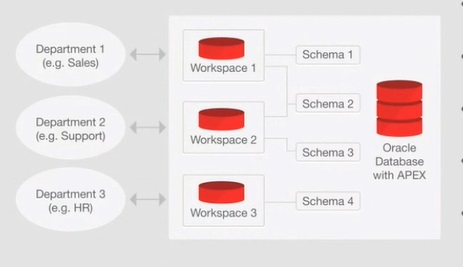 Department 1
(e.g. Sales)
Workspace 1
Schema 1
Department 2
(e.g. Support)
Workspace 2
Schema 2
Schema 3
Oracle
Database
with APEX
Department 3
(e.g. HR)
Workspace 3
Schema 4